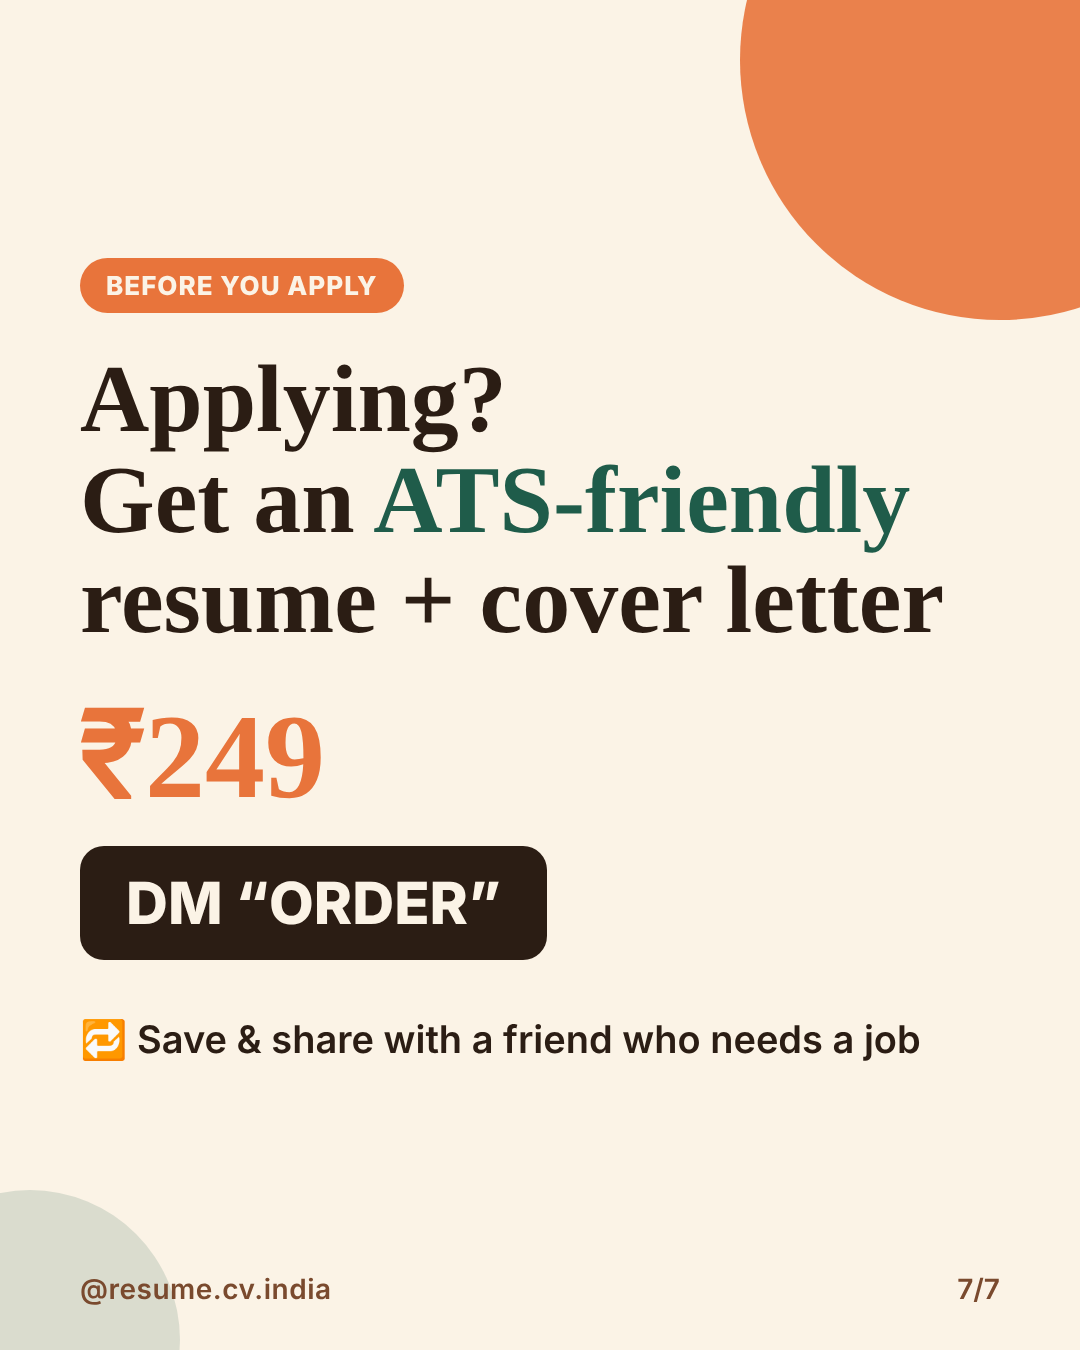 BEFORE YOU APPLY
Applying?
Get an ATS-friendly
resume + cover letter
₹249
DM “ORDER”
🔁 Save & share with a friend who needs a job
@resume.cv.india
7/7